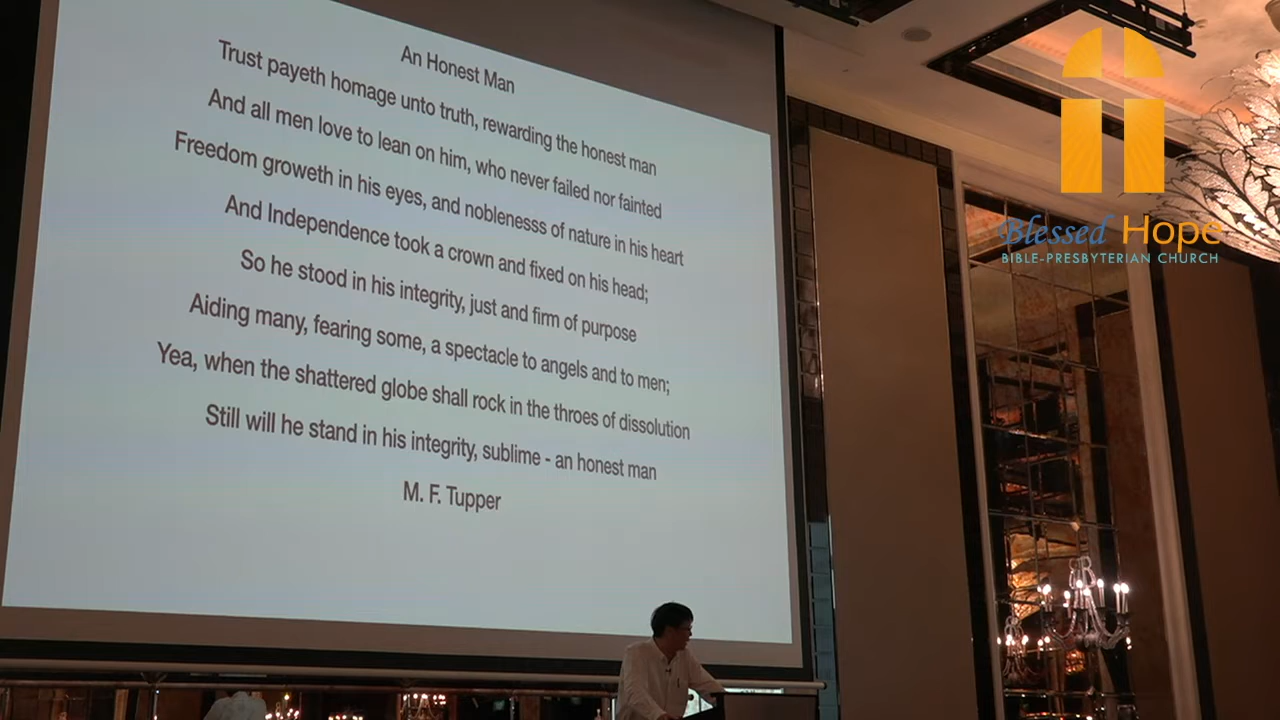 An Honest Man
Trust payeth homage unto truth, rewarding the honest man
And all men love to lean on him, who never failed nor fainted
Freedom groweth in his eyes, and noblenesss of nature in his heart
And Independence took a crown and fixed on his head;
So he stood in his integrity, just and firm of purpose
Aiding many, fearing some, a spectacle to angels and to men;
Yea, when the shattered globe shall rock in the throes of dissolution
Still will he stand in his integrity, sublime - an honest man
M. F. Tupper
Blessed Hope
BIBLE-PRESBYTERIAN CHURCH